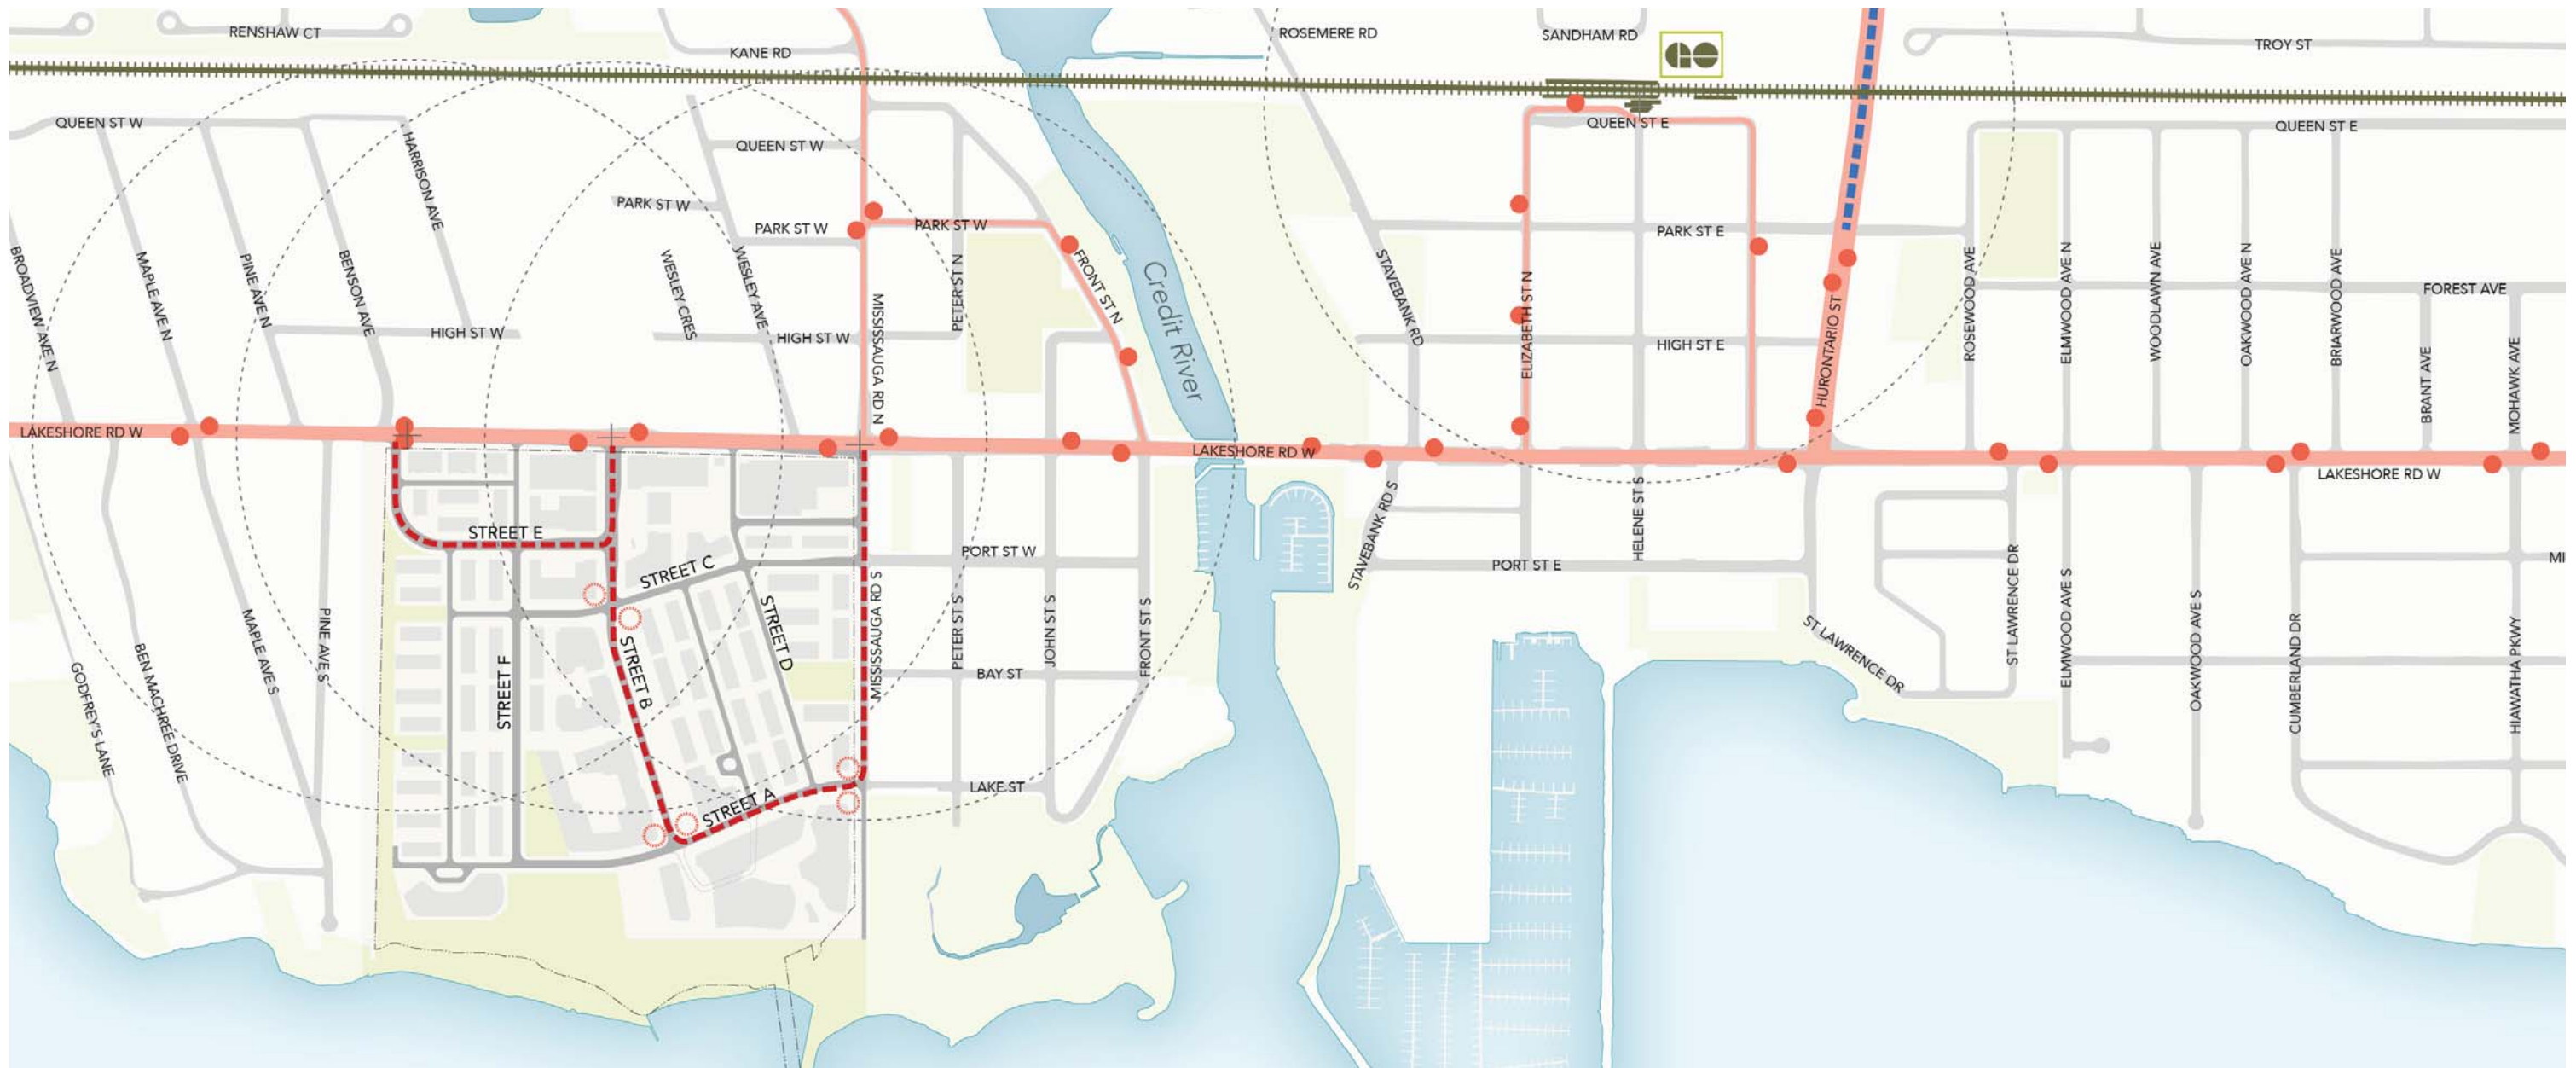 RENSHAW CT
KANE RD
ROSEMERE RD
SANDHAM RD
GO
TROY ST
QUEEN ST W
QUEEN ST W
QUEEN ST E
QUEEN ST E
HARRISON AVE
PARK ST W
PARK ST W
PARK ST W
PARK ST E
BROADVIEW AVE N
MAPLE AVE N
PINE AVE N
BENSON AVE
WESLEY CRES
WESLEY AVE
MISSISSAUGA RD N
PETER ST N
FRONT ST N
Credit River
STAVEBANK RD
ELIZABETH ST N
HURONTARIO ST
ROSEWOOD AVE
ELMWOOD AVE N
WOODLAWN AVE
OAKWOOD AVE N
BRIARWOOD AVE
FOREST AVE
BRANT AVE
MOHAWK AVE
HIGH ST W
HIGH ST W
HIGH ST E
LAKESHORE RD W
LAKESHORE RD W
LAKESHORE RD W
STREET E
STREET C
STREET D
STREET B
STREET F
STREET A
MISSISSAUGA RD S
PORT ST W
PORT ST E
STAVEBANK RD S
HELENE ST S
PETER ST S
JOHN ST S
FRONT ST S
BAY ST
LAKE ST
GODFREY'S LANE
BEN MACHREE DRIVE
MAPLE AVE S
PINE AVE S
ST LAWRENCE DR
ST LAWRENCE DR
ELMWOOD AVE S
OAKWOOD AVE S
CUMBERLAND DR
HIAWATHA PKWY
MI